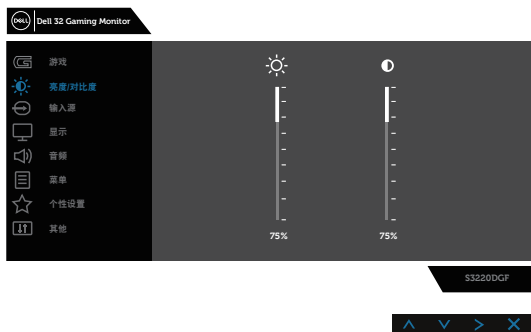 DELL Dell 32 Gaming Monitor
游戏
亮度/对比度
输入源
显示
音频
菜单
个性设置
其他
75% 75%
S3220DGF